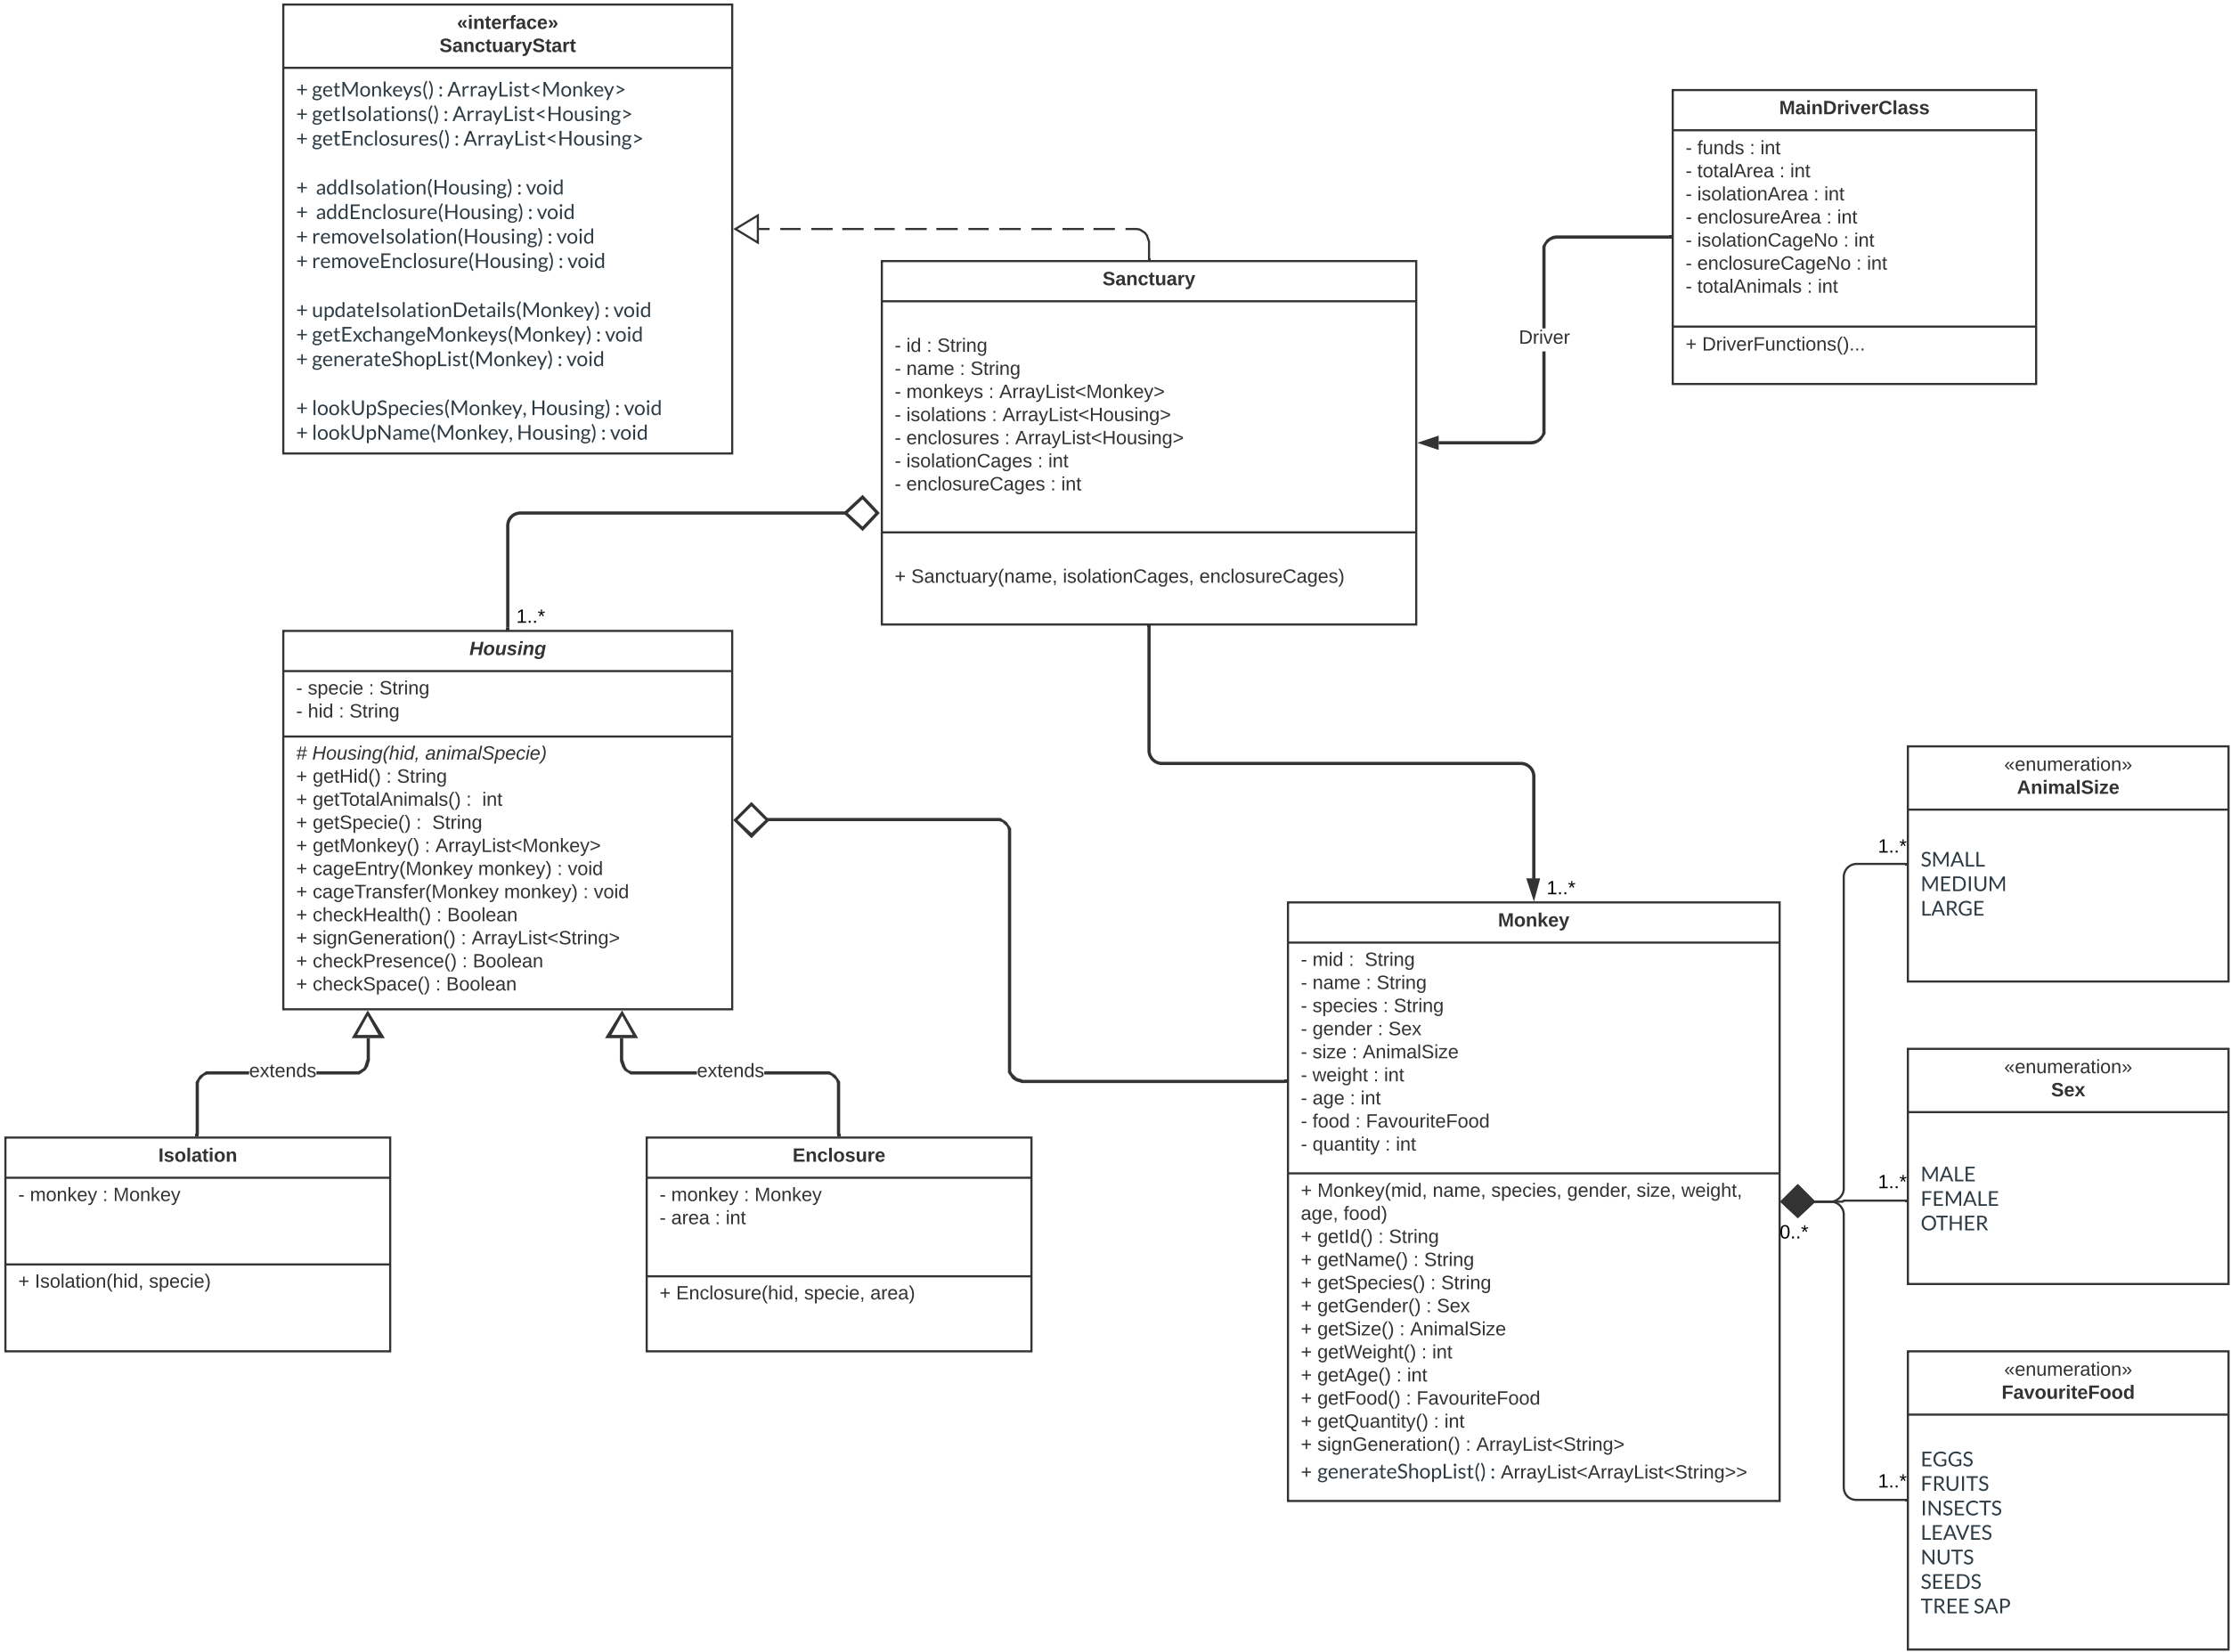 «interface»
SanctuaryStart
+ getMonkeys() : ArrayList<Monkey>
+ getIsolations() : ArrayList<Housing>
+ getEnclosures() : ArrayList<Housing>
+  addIsolation(Housing) : void
+  addEnclosure(Housing) : void
+ removeIsolation(Housing) : void
+ removeEnclosure(Housing) : void
+ updateIsolationDetails(Monkey) : void
+ getExchangeMonkeys(Monkey) : void
+ generateShopList(Monkey) : void
+ lookUpSpecies(Monkey, Housing) : void
+ lookUpName(Monkey, Housing) : void
MainDriverClass
- funds : int
- totalArea : int
- isolationArea : int
- enclosureArea : int
- isolationCageNo : int
- enclosureCageNo : int
- totalAnimals : int
+ DriverFunctions()...
Driver
Sanctuary
- id : String
- name : String
- monkeys : ArrayList<Monkey>
- isolations : ArrayList<Housing>
- enclosures : ArrayList<Housing>
- isolationCages : int
- enclosureCages : int
+ Sanctuary(name, isolationCages, enclosureCages)
1..*
Housing
- specie : String
- hid : String
# Housing(hid, animalSpecie)
+ getHid() : String
+ getTotalAnimals() :  int
+ getSpecie() :  String
+ getMonkey() : ArrayList<Monkey>
+ cageEntry(Monkey monkey) : void
+ cageTransfer(Monkey monkey) : void
+ checkHealth() : Boolean
+ signGeneration() : ArrayList<String>
+ checkPresence() : Boolean
+ checkSpace() : Boolean
extends
extends
Isolation
- monkey : Monkey
+ Isolation(hid, specie)
Enclosure
- monkey : Monkey
- area : int
+ Enclosure(hid, specie, area)
1..*
Monkey
- mid :  String
- name : String
- species : String
- gender : Sex
- size : AnimalSize
- weight : int
- age : int
- food : FavouriteFood
- quantity : int
+ Monkey(mid, name, species, gender, size, weight,
age, food)
+ getId() : String
+ getName() : String
+ getSpecies() : String
+ getGender() : Sex
+ getSize() : AnimalSize
+ getWeight() : int
+ getAge() : int
+ getFood() : FavouriteFood
+ getQuantity() : int
+ signGeneration() : ArrayList<String>
+ generateShopList() : ArrayList<ArrayList<String>>
0..*
1..*
«enumeration»
AnimalSize
SMALL
MEDIUM
LARGE
1..*
«enumeration»
Sex
MALE
FEMALE
OTHER
1..*
«enumeration»
FavouriteFood
EGGS
FRUITS
INSECTS
LEAVES
NUTS
SEEDS
TREE SAP